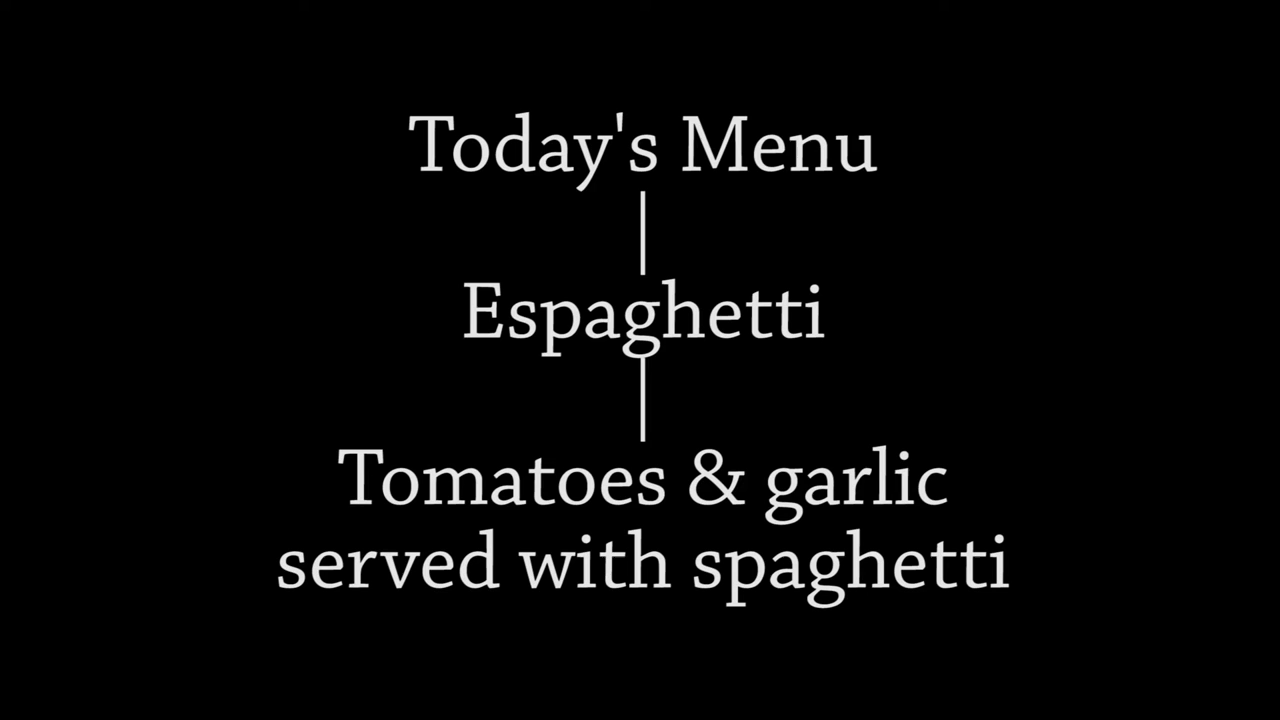 Today's Menu
Espaghetti
Tomatoes & garlic
served with spaghetti